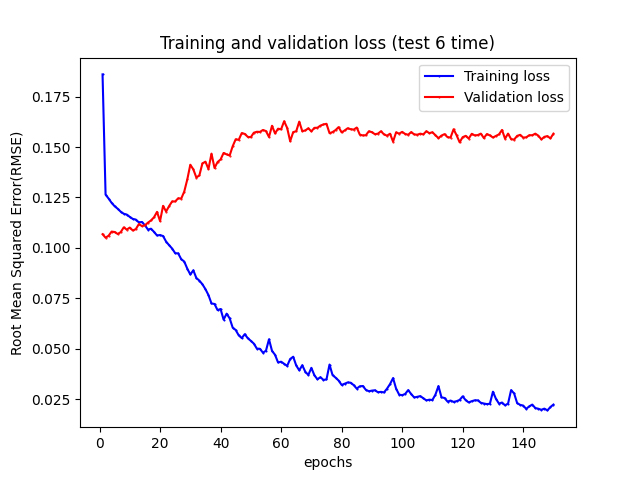 Training and validation loss (test 6 time)
Training loss
Validation loss
Root Mean Squared Error(RMSE)
0.175
0.150
0.125
0.100
0.075
0.050
0.025
0 20 40 60 80 100 120 140
epochs